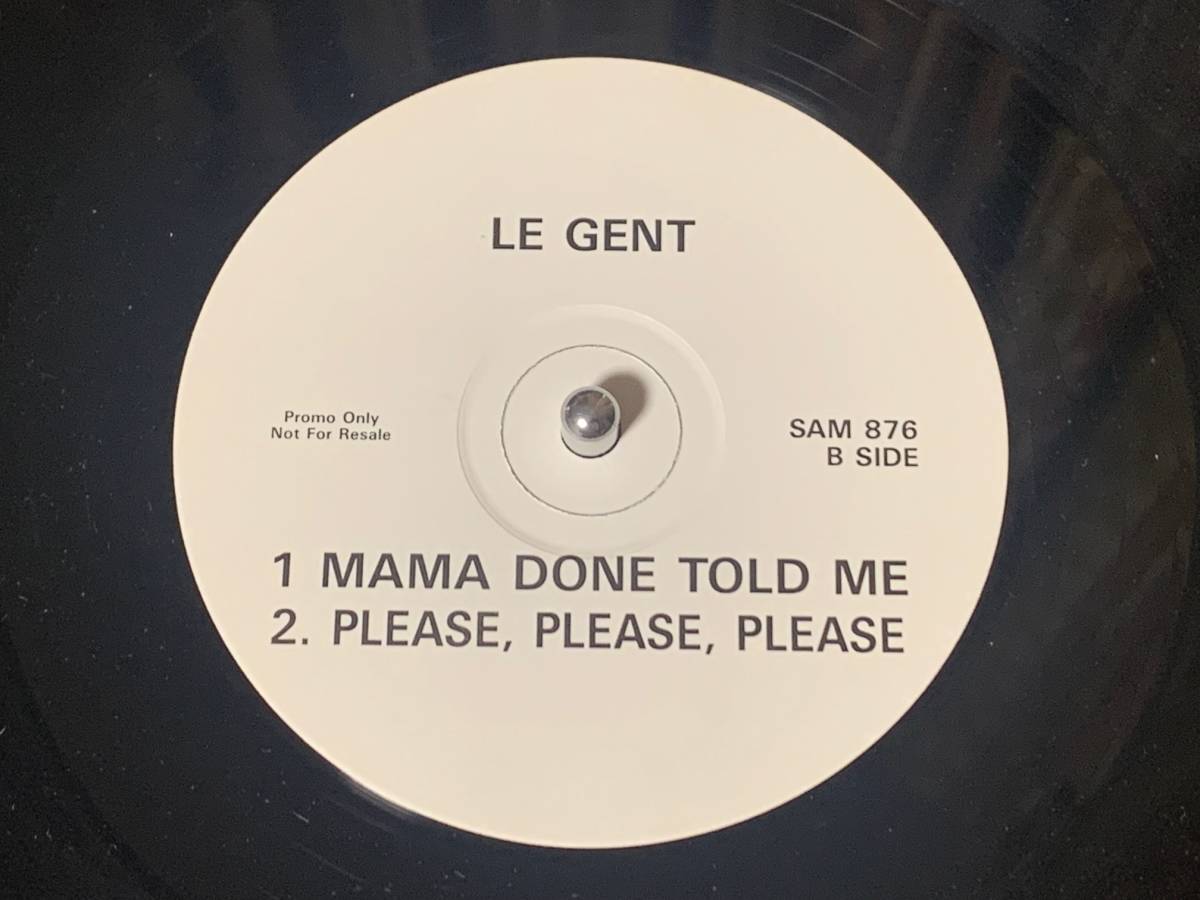 LE GENT
Promo Only
Not For Resale
SAM 876
B SIDE
1 MAMA DONE TOLD ME
2. PLEASE, PLEASE, PLEASE